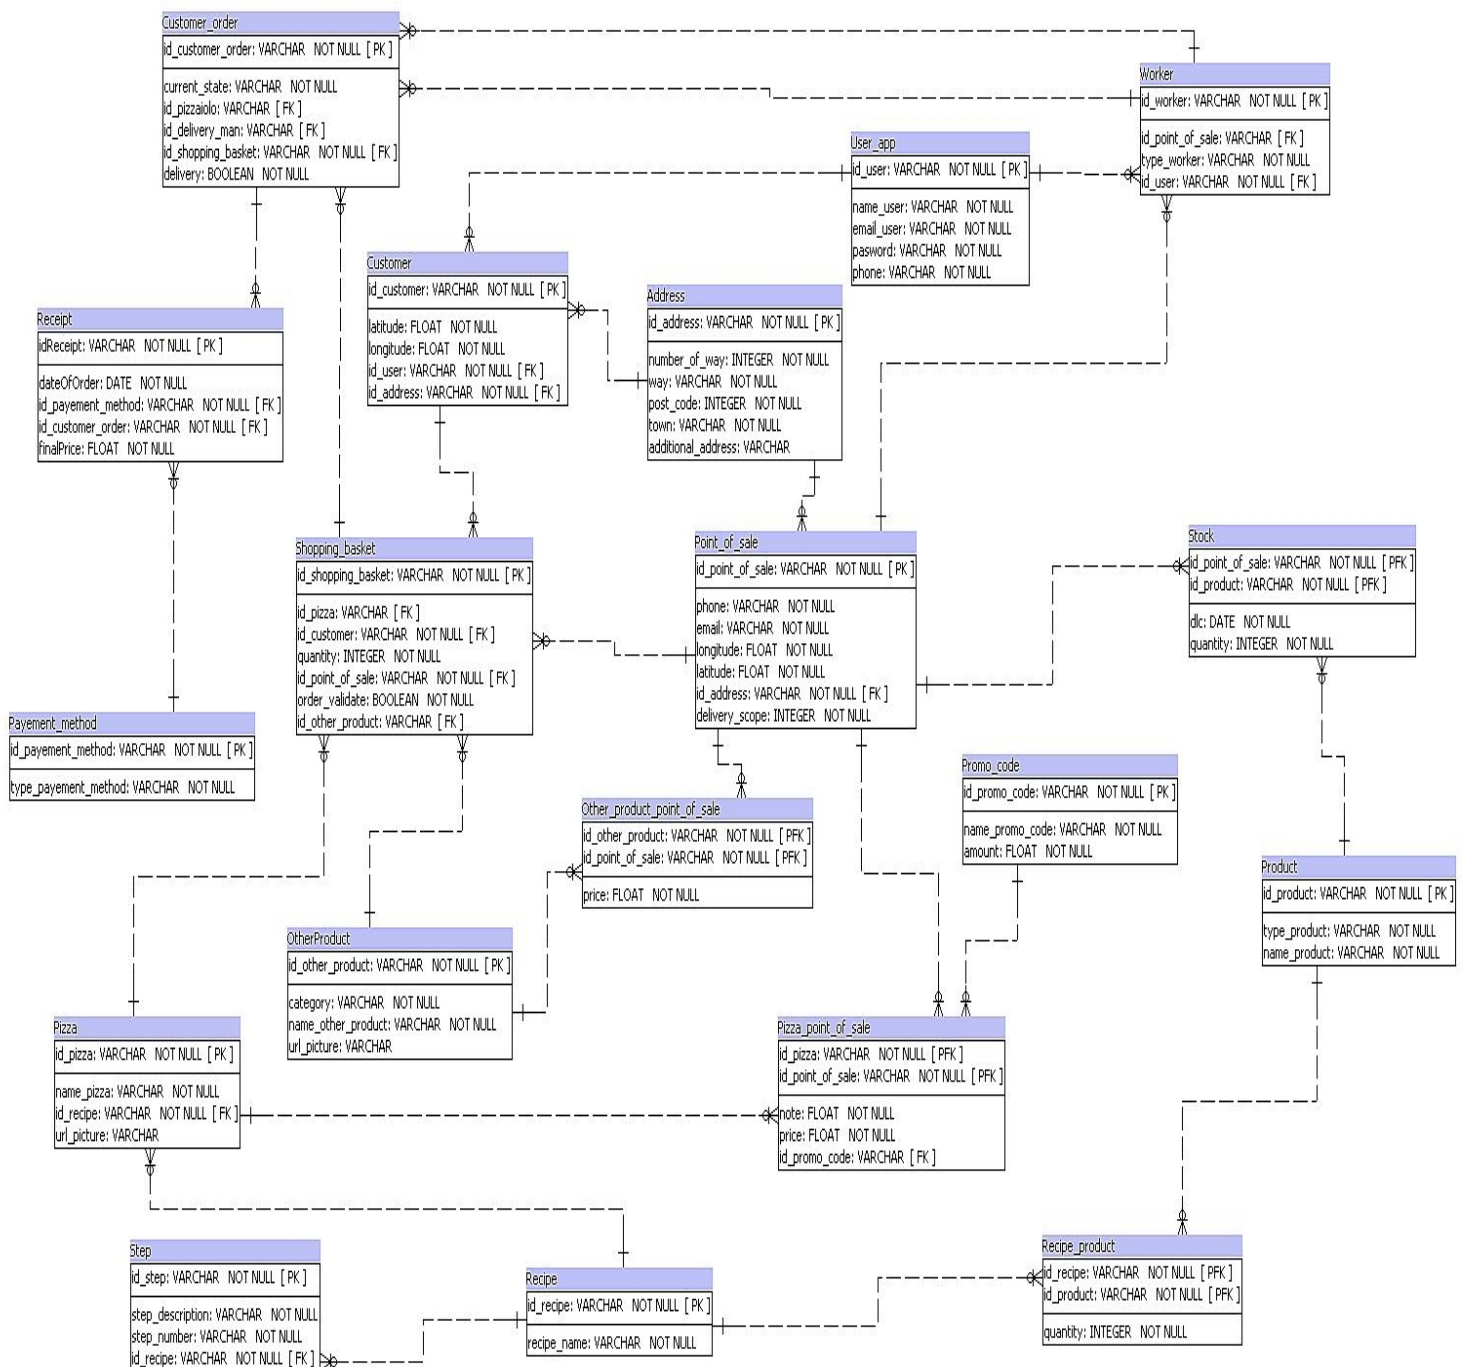 Customer_order
id_customer_order: VARCHAR NOT NULL [ PK ]
current_state: VARCHAR NOT NULL
id_pizzaiolo: VARCHAR [ FK ]
id_delivery_man: VARCHAR [ FK ]
id_shopping_basket: VARCHAR NOT NULL [ FK ]
delivery: BOOLEAN NOT NULL
Worker
id_worker: VARCHAR NOT NULL [ PK ]
id_point_of_sale: VARCHAR [ FK ]
type_worker: VARCHAR NOT NULL
id_user: VARCHAR NOT NULL [ FK ]
User_app
id_user: VARCHAR NOT NULL [ PK ]
name_user: VARCHAR NOT NULL
email_user: VARCHAR NOT NULL
pasword: VARCHAR NOT NULL
phone: VARCHAR NOT NULL
Customer
id_customer: VARCHAR NOT NULL [ PK ]
latitude: FLOAT NOT NULL
longitude: FLOAT NOT NULL
id_user: VARCHAR NOT NULL [ FK ]
id_address: VARCHAR NOT NULL [ FK ]
Address
id_address: VARCHAR NOT NULL [ PK ]
number_of_way: INTEGER NOT NULL
way: VARCHAR NOT NULL
post_code: INTEGER NOT NULL
town: VARCHAR NOT NULL
additional_address: VARCHAR
Receipt
idReceipt: VARCHAR NOT NULL [ PK ]
dateOfOrder: DATE NOT NULL
id_payement_method: VARCHAR NOT NULL [ FK ]
id_customer_order: VARCHAR NOT NULL [ FK ]
finalPrice: FLOAT NOT NULL
Shopping_basket
id_shopping_basket: VARCHAR NOT NULL [ PK ]
id_pizza: VARCHAR [ FK ]
id_customer: VARCHAR NOT NULL [ FK ]
quantity: INTEGER NOT NULL
id_point_of_sale: VARCHAR NOT NULL [ FK ]
order_validate: BOOLEAN NOT NULL
id_other_product: VARCHAR [ FK ]
Point_of_sale
id_point_of_sale: VARCHAR NOT NULL [ PK ]
phone: VARCHAR NOT NULL
email: VARCHAR NOT NULL
longitude: FLOAT NOT NULL
latitude: FLOAT NOT NULL
id_address: VARCHAR NOT NULL [ FK ]
delivery_scope: INTEGER NOT NULL
Stock
id_point_of_sale: VARCHAR NOT NULL [ PFK ]
id_product: VARCHAR NOT NULL [ PFK ]
dlc: DATE NOT NULL
quantity: INTEGER NOT NULL
Payement_method
id_payement_method: VARCHAR NOT NULL [ PK ]
type_payement_method: VARCHAR NOT NULL
Other_product_point_of_sale
id_other_product: VARCHAR NOT NULL [ PFK ]
id_point_of_sale: VARCHAR NOT NULL [ PFK ]
price: FLOAT NOT NULL
Promo_code
id_promo_code: VARCHAR NOT NULL [ PK ]
name_promo_code: VARCHAR NOT NULL
amount: FLOAT NOT NULL
Product
id_product: VARCHAR NOT NULL [ PK ]
type_product: VARCHAR NOT NULL
name_product: VARCHAR NOT NULL
OtherProduct
id_other_product: VARCHAR NOT NULL [ PK ]
category: VARCHAR NOT NULL
name_other_product: VARCHAR NOT NULL
url_picture: VARCHAR
Pizza
id_pizza: VARCHAR NOT NULL [ PK ]
name_pizza: VARCHAR NOT NULL
id_recipe: VARCHAR NOT NULL [ FK ]
url_picture: VARCHAR
Pizza_point_of_sale
id_pizza: VARCHAR NOT NULL [ PFK ]
id_point_of_sale: VARCHAR NOT NULL [ PFK ]
note: FLOAT NOT NULL
price: FLOAT NOT NULL
id_promo_code: VARCHAR [ FK ]
Step
id_step: VARCHAR NOT NULL [ PK ]
step_description: VARCHAR NOT NULL
step_number: VARCHAR NOT NULL
id_recipe: VARCHAR NOT NULL [ FK ]
Recipe
id_recipe: VARCHAR NOT NULL [ PK ]
recipe_name: VARCHAR NOT NULL
Recipe_product
id_recipe: VARCHAR NOT NULL [ PFK ]
id_product: VARCHAR NOT NULL [ PFK ]
quantity: INTEGER NOT NULL